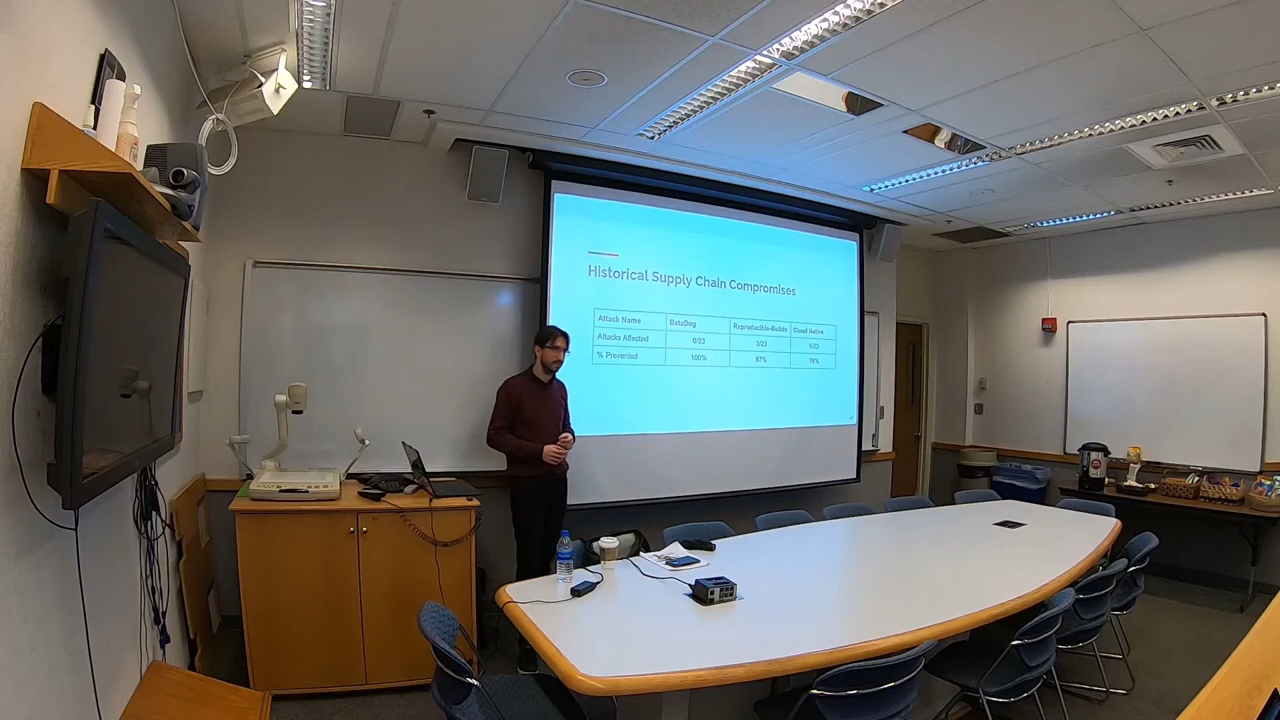 Historical Supply Chain Compromises
Attack Name DataDog Reproducible-Builds Cloud Native
Attacks Affected 0/23 3/23 5/23
% Prevented 100% 87% 78%